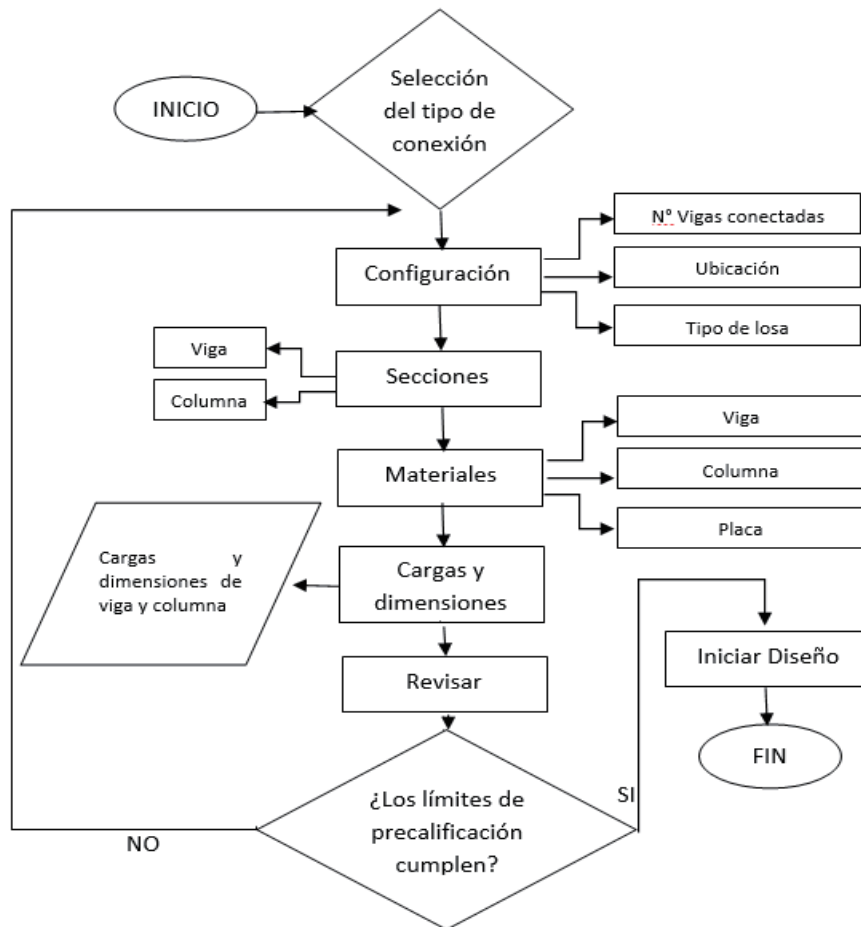 INICIO
Selección
del tipo de
conexión
Configuración
N° Vigas conectadas
Ubicación
Tipo de losa
Secciones
Viga
Columna
Materiales
Viga
Columna
Placa
Cargas y
dimensiones
Cargas y
dimensiones de
viga y columna
Revisar
¿Los límites de
precalificación
cumplen?
NO
SI
Iniciar Diseño
FIN